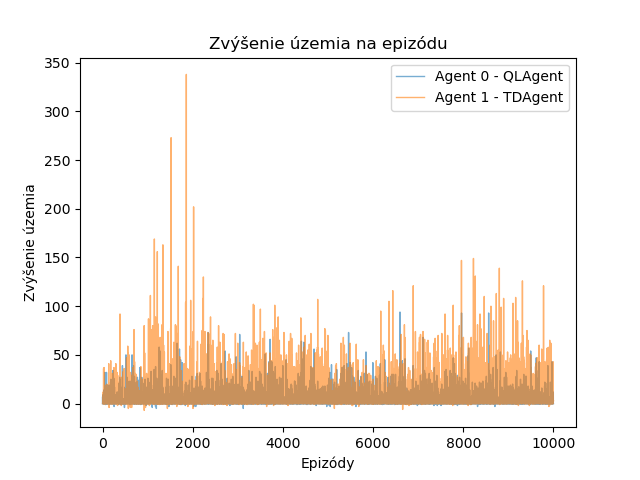 Zvýšenie územia na epizódu
Agent 0 - QLAgent
Agent 1 - TDAgent
350
300
250
200
150
100
50
0
Zvýšenie územia
0 2000 4000 6000 8000 10000
Epizódy